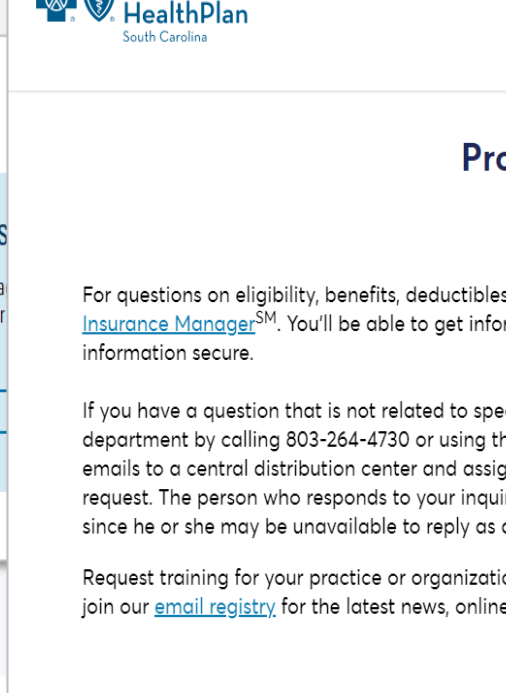 HealthPlan
South Carolina
Pro
For questions on eligibility, benefits, deductibles
Insurance Manager℠. You'll be able to get infor
information secure.
If you have a question that is not related to spe
department by calling 803-264-4730 or using th
emails to a central distribution center and assig
request. The person who responds to your inqui
since he or she may be unavailable to reply as
Request training for your practice or organizatio
join our email registry for the latest news, online